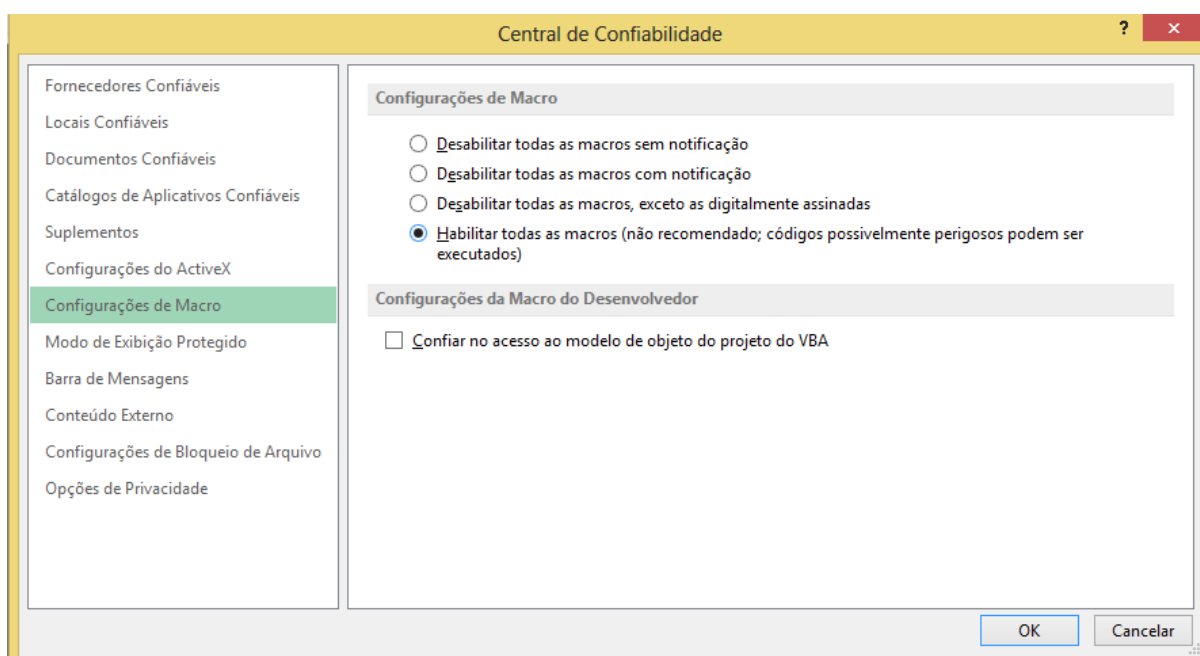 Central de Confiabilidade
?
Fornecedores Confiáveis
Locais Confiáveis
Documentos Confiáveis
Catálogos de Aplicativos Confiáveis
Suplementos
Configurações do ActiveX
Configurações de Macro
Modo de Exibição Protegido
Barra de Mensagens
Conteúdo Externo
Configurações de Bloqueio de Arquivo
Opções de Privacidade
Configurações de Macro
Desabilitar todas as macros sem notificação
Desabilitar todas as macros com notificação
Desabilitar todas as macros, exceto as digitalmente assinadas
Habilitar todas as macros (não recomendado; códigos possivelmente perigosos podem ser
executados)
Configurações da Macro do Desenvolvedor
Confiar no acesso ao modelo de objeto do projeto do VBA
OK
Cancelar